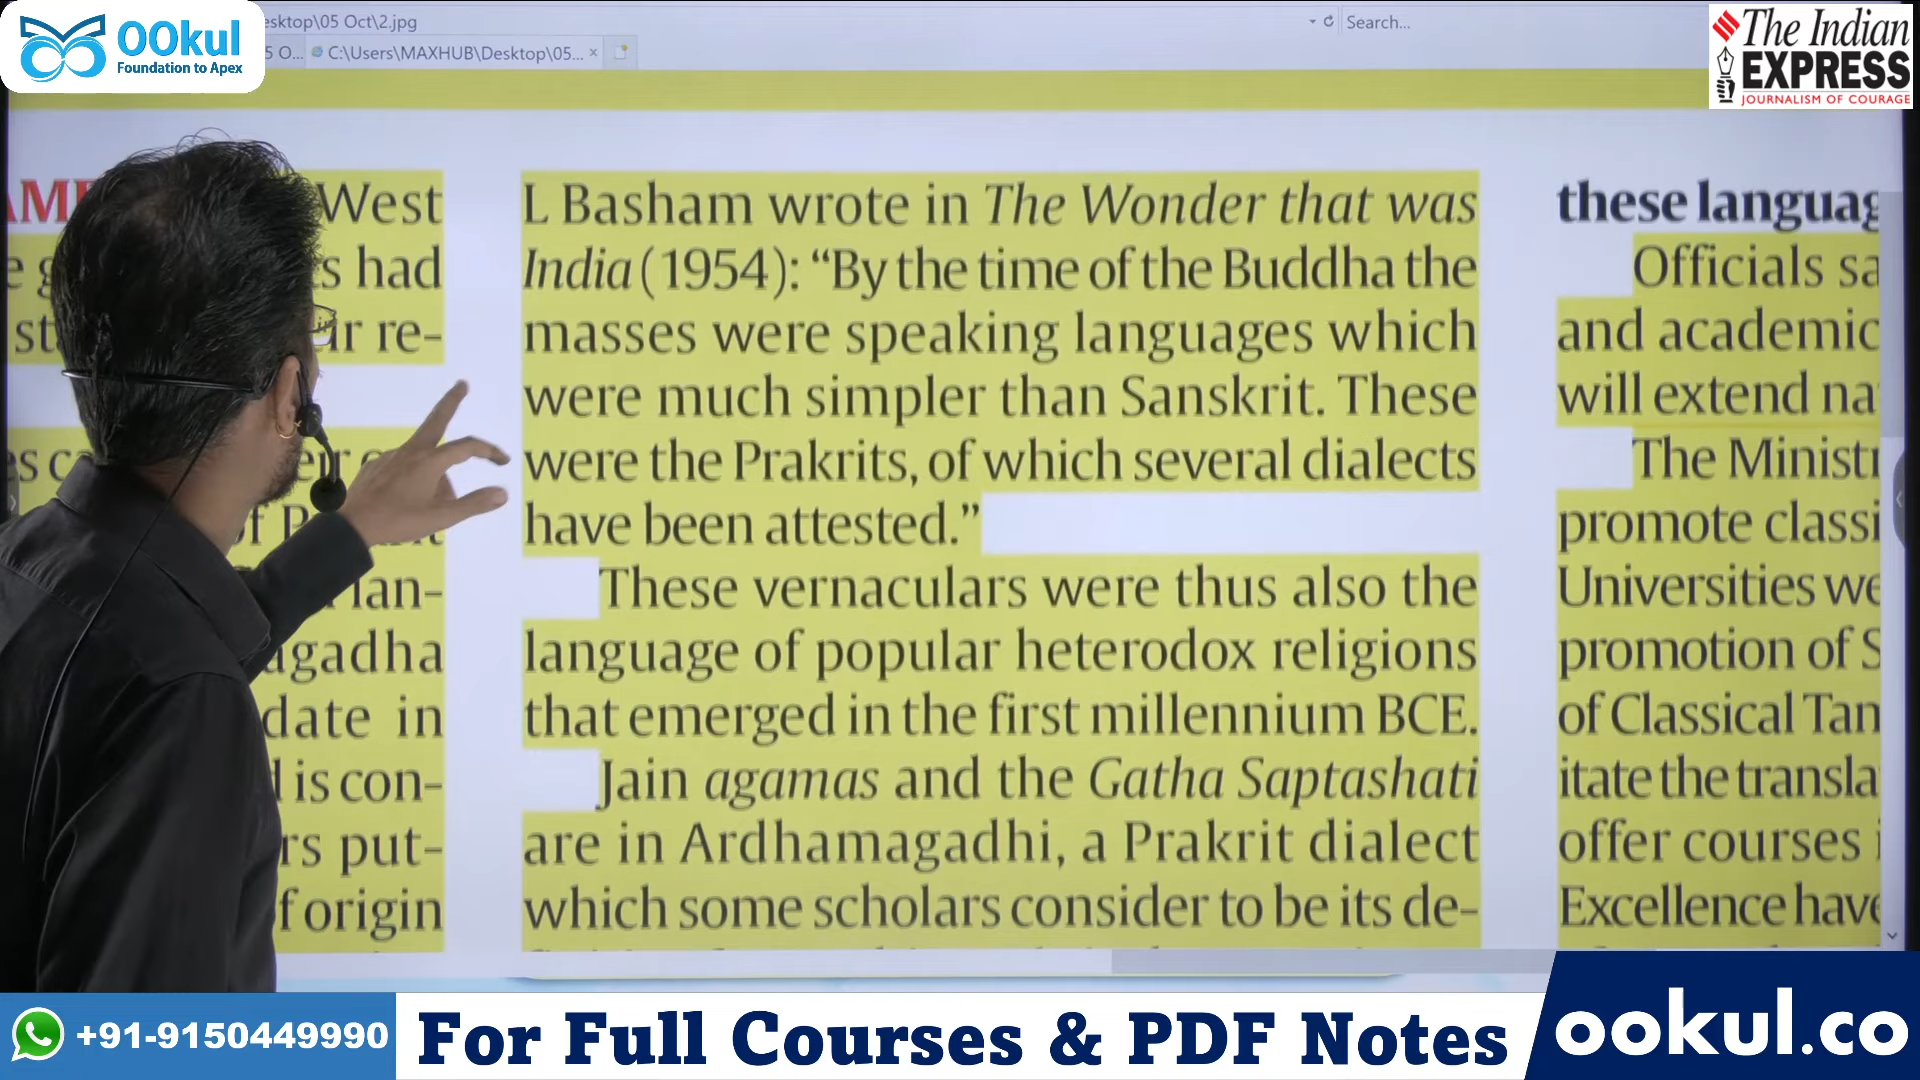 OOkul
Foundation to Apex
esktop\05 Oct\2.jpg
Search...
5 O...
C:\Users\MAXHUB\Desktop\05...
The Indian
EXPRESS
JOURNALISM OF COURAGE
West
s had
ir re-
lan-
agadha
date in
is con-
rs put-
f origin
L Basham wrote in The Wonder that was
India (1954): “By the time of the Buddha the
masses were speaking languages which
were much simpler than Sanskrit. These
were the Prakrits, of which several dialects
have been attested.”
These vernaculars were thus also the
language of popular heterodox religions
that emerged in the first millennium BCE.
Jain agamas and the Gatha Saptashati
are in Ardhamagadhi, a Prakrit dialect
which some scholars consider to be its de-
these languag
Officials sa
and academic
will extend na
The Minist
promote classi
Universities we
promotion of S
of Classical Tam
itate the transla
offer courses i
Excellence have
+91-9150449990
For Full Courses & PDF Notes
ookul.co